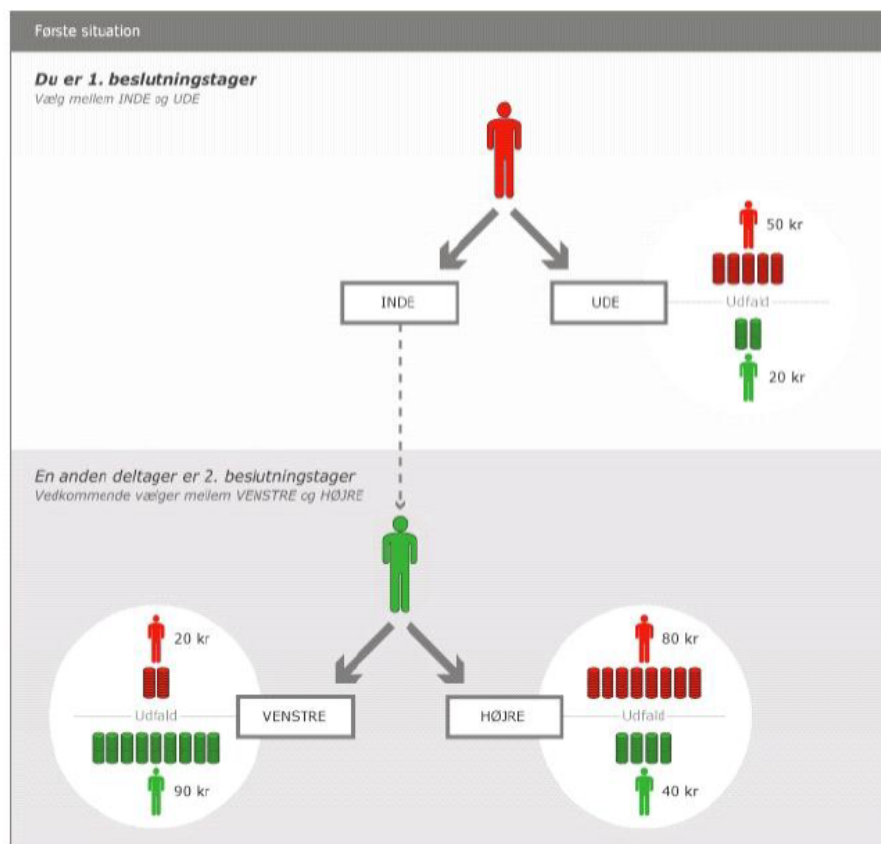 Første situation
Du er 1. beslutningstager
Vælg mellem INDE og UDE
50 kr
INDE
UDE
Udfald
20 kr
En anden deltager er 2. beslutningstager
Vedkommende vælger mellem VENSTRE og HØJRE
20 kr
80 kr
Udfald
VENSTRE
HØJRE
Udfald
90 kr
40 kr